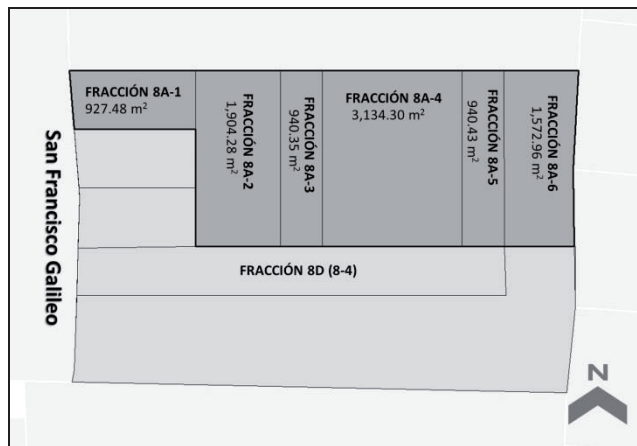 FRACCIÓN 8A-1
927.48 m²
FRACCIÓN 8A-2
1,904.28 m²
FRACCIÓN 8A-3
940.35 m²
FRACCIÓN 8A-4
3,134.30 m²
FRACCIÓN 8A-5
940.43 m²
FRACCIÓN 8A-6
1,572.96 m²
San Francisco Galileo
FRACCIÓN 8D (8-4)
N